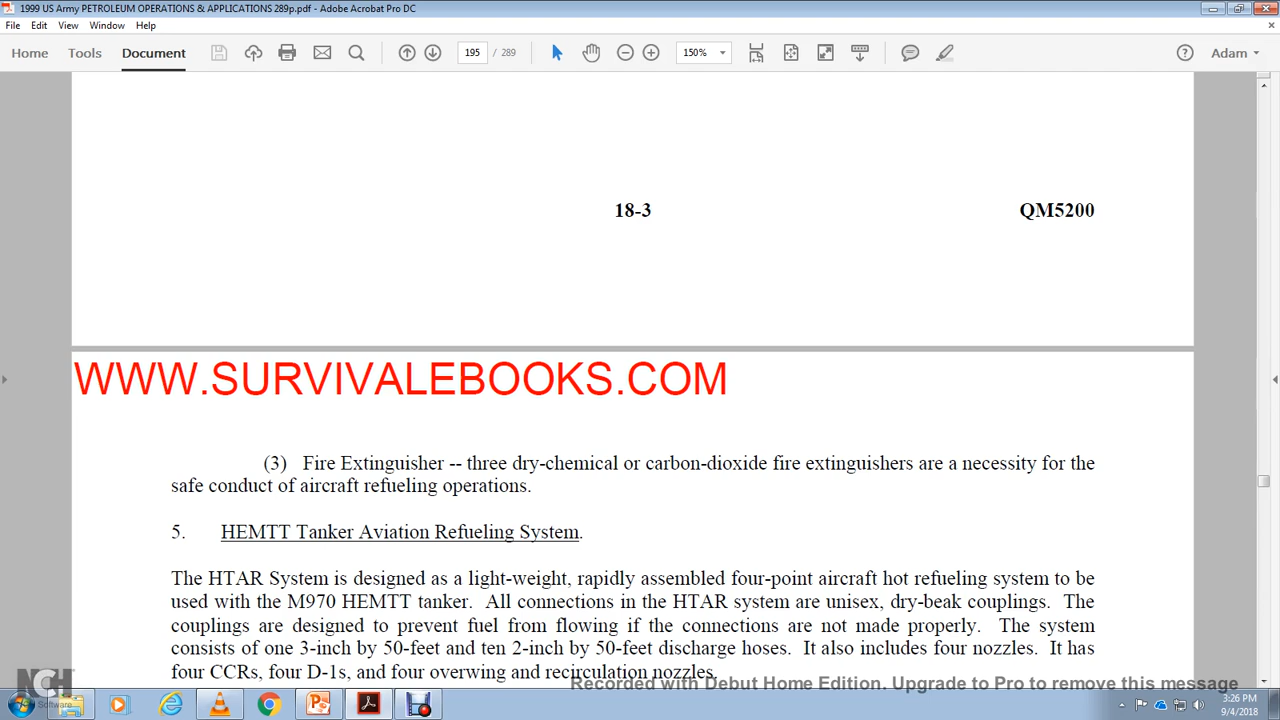 1999 US Army PETROLEUM OPERATIONS & APPLICATIONS 289p.pdf - Adobe Acrobat Pro DC
File Edit View Window Help
Home Tools Document 195 / 289 150% Adam
18-3 QM5200
WWW.SURVIVALEBOOKS.COM
(3) Fire Extinguisher -- three dry-chemical or carbon-dioxide fire extinguishers are a necessity for the
safe conduct of aircraft refueling operations.
5. HEMTT Tanker Aviation Refueling System.
The HTAR System is designed as a light-weight, rapidly assembled four-point aircraft hot refueling system to be
used with the M970 HEMTT tanker. All connections in the HTAR system are unisex, dry-beak couplings. The
couplings are designed to prevent fuel from flowing if the connections are not made properly. The system
consists of one 3-inch by 50-feet and ten 2-inch by 50-feet discharge hoses. It also includes four nozzles. It has
four CCRs, four D-1s, and four overwing and recirculation nozzles.
Recorded with Debut Home Edition. Upgrade to Pro to remove this message
NCH
Software
3:26 PM
9/4/2018